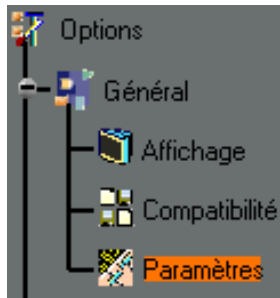 Options
Général
Affichage
Compatibilité
Paramètres